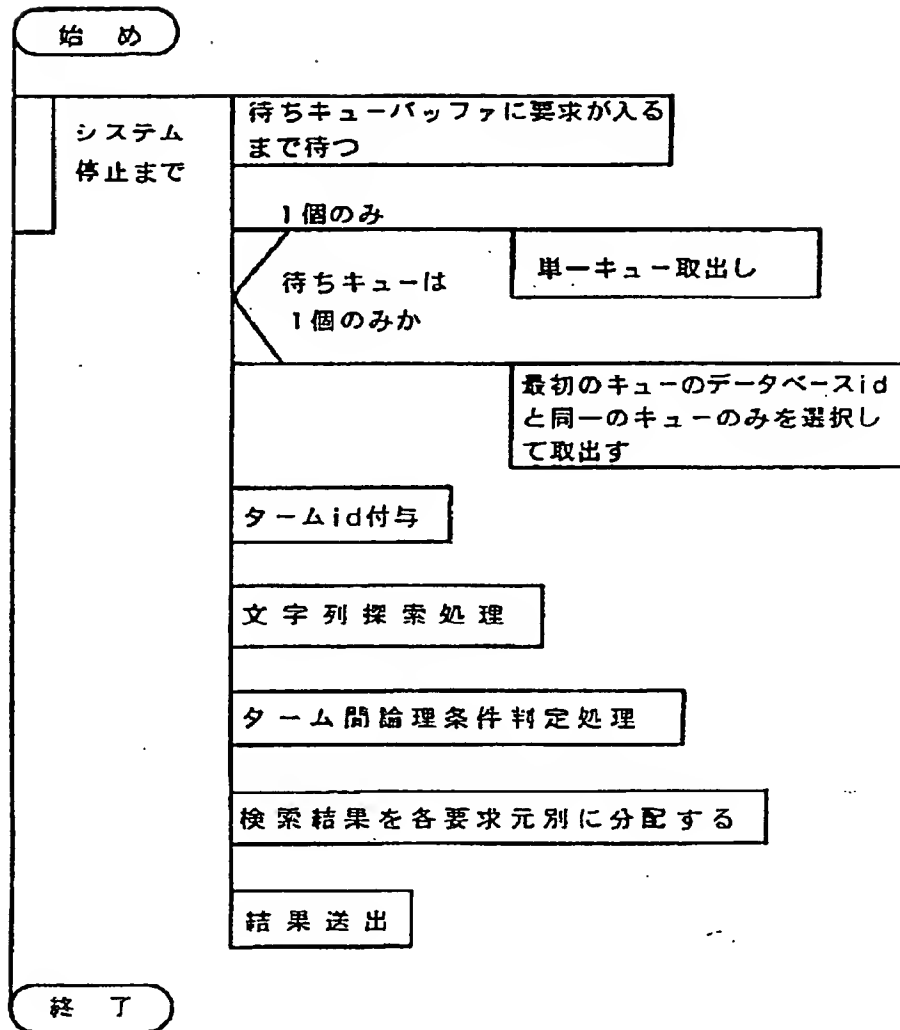 始め
システム
停止まで
待ちキューバッファに要求が入る
まで待つ
1個のみ
待ちキューは
1個のみか
単一キュー取出し
最初のキューのデータベースid
と同一のキューのみを選択し
て取出す
タームid付与
文字列探索処理
ターム間論理条件判定処理
検索結果を各要求元別に分配する
結果送出
終了